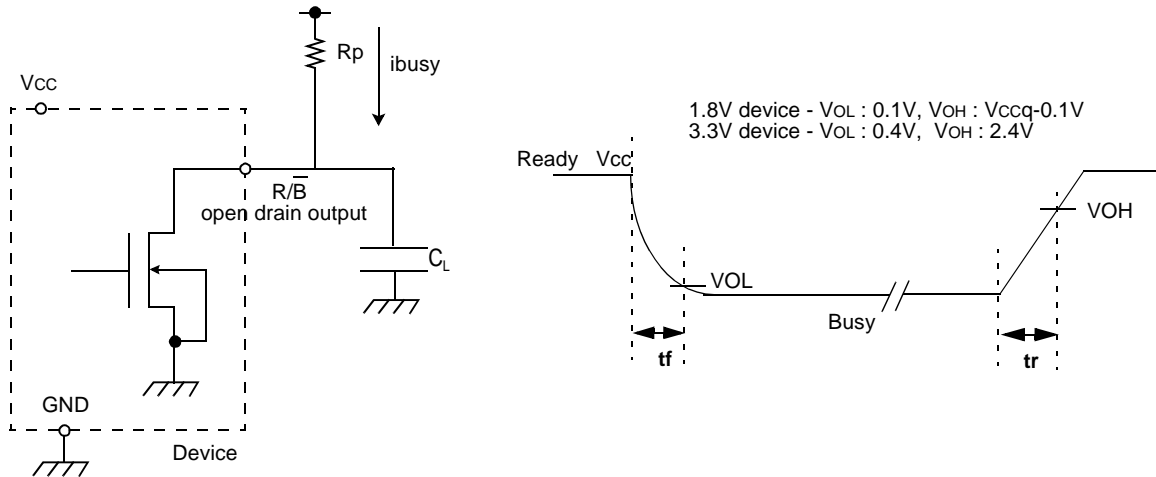 Rp
ibusy
VCC
R/B̅
open drain output
CL
GND
Device
1.8V device - VOL : 0.1V, VOH : VCCq-0.1V
3.3V device - VOL : 0.4V, VOH : 2.4V
Ready Vcc
VOH
VOL
Busy
tf
tr